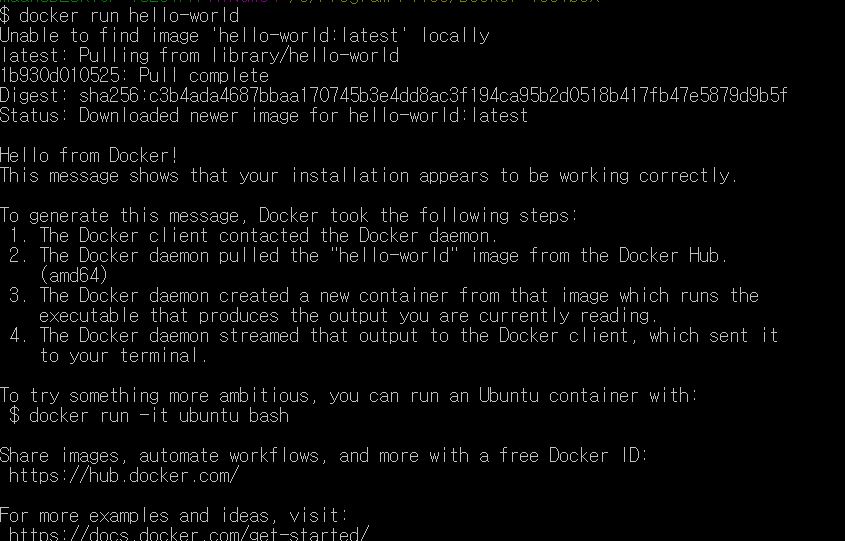 $ docker run hello-world
Unable to find image 'hello-world:latest' locally
latest: Pulling from library/hello-world
1b930d010525: Pull complete
Digest: sha256:c3b4ada4687bbaa170745b3e4dd8ac3f194ca95b2d0518b417fb47e5879d9b5f
Status: Downloaded newer image for hello-world:latest

Hello from Docker!
This message shows that your installation appears to be working correctly.

To generate this message, Docker took the following steps:
 1. The Docker client contacted the Docker daemon.
 2. The Docker daemon pulled the "hello-world" image from the Docker Hub.
    (amd64)
 3. The Docker daemon created a new container from that image which runs the
    executable that produces the output you are currently reading.
 4. The Docker daemon streamed that output to the Docker client, which sent it
    to your terminal.

To try something more ambitious, you can run an Ubuntu container with:
 $ docker run -it ubuntu bash

Share images, automate workflows, and more with a free Docker ID:
 https://hub.docker.com/

For more examples and ideas, visit:
 https://docs.docker.com/get-started/